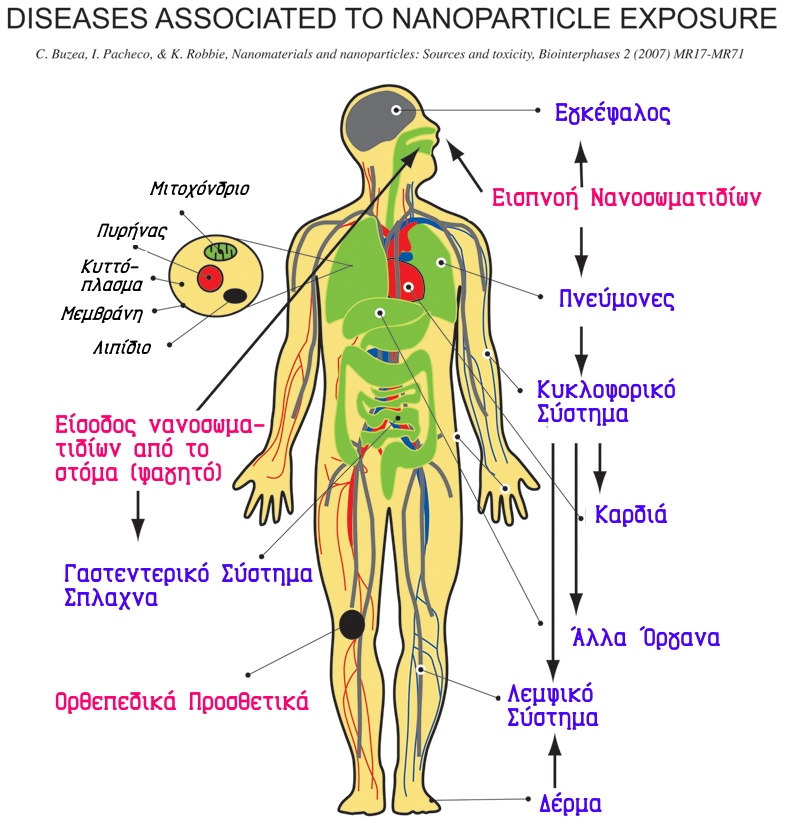 DISEASES ASSOCIATED TO NANOPARTICLE EXPOSURE
C. Buzea, I. Pacheco, & K. Robbie, Nanomaterials and nanoparticles: Sources and toxicity, Biointerphases 2 (2007) MR17-MR71
Εγκέφαλος
Εισπνοή Νανοσωματιδίων
Μιτοχόνδριο
Πυρήνας
Κυττό-
πλασμα
Μεμβράνη
Λιπίδιο
Πνεύμονες
Κυκλοφορικό
Σύστημα
Είσοδος νανοσωμα-
τιδίων από το
στόμα (φαγητό)
Καρδιά
Γαστεντερικό Σύστημα
Σπλαχνα
Άλλα Όργανα
Ορθεπεδικά Προσθετικά
Λεμφικό
Σύστημα
Δέρμα